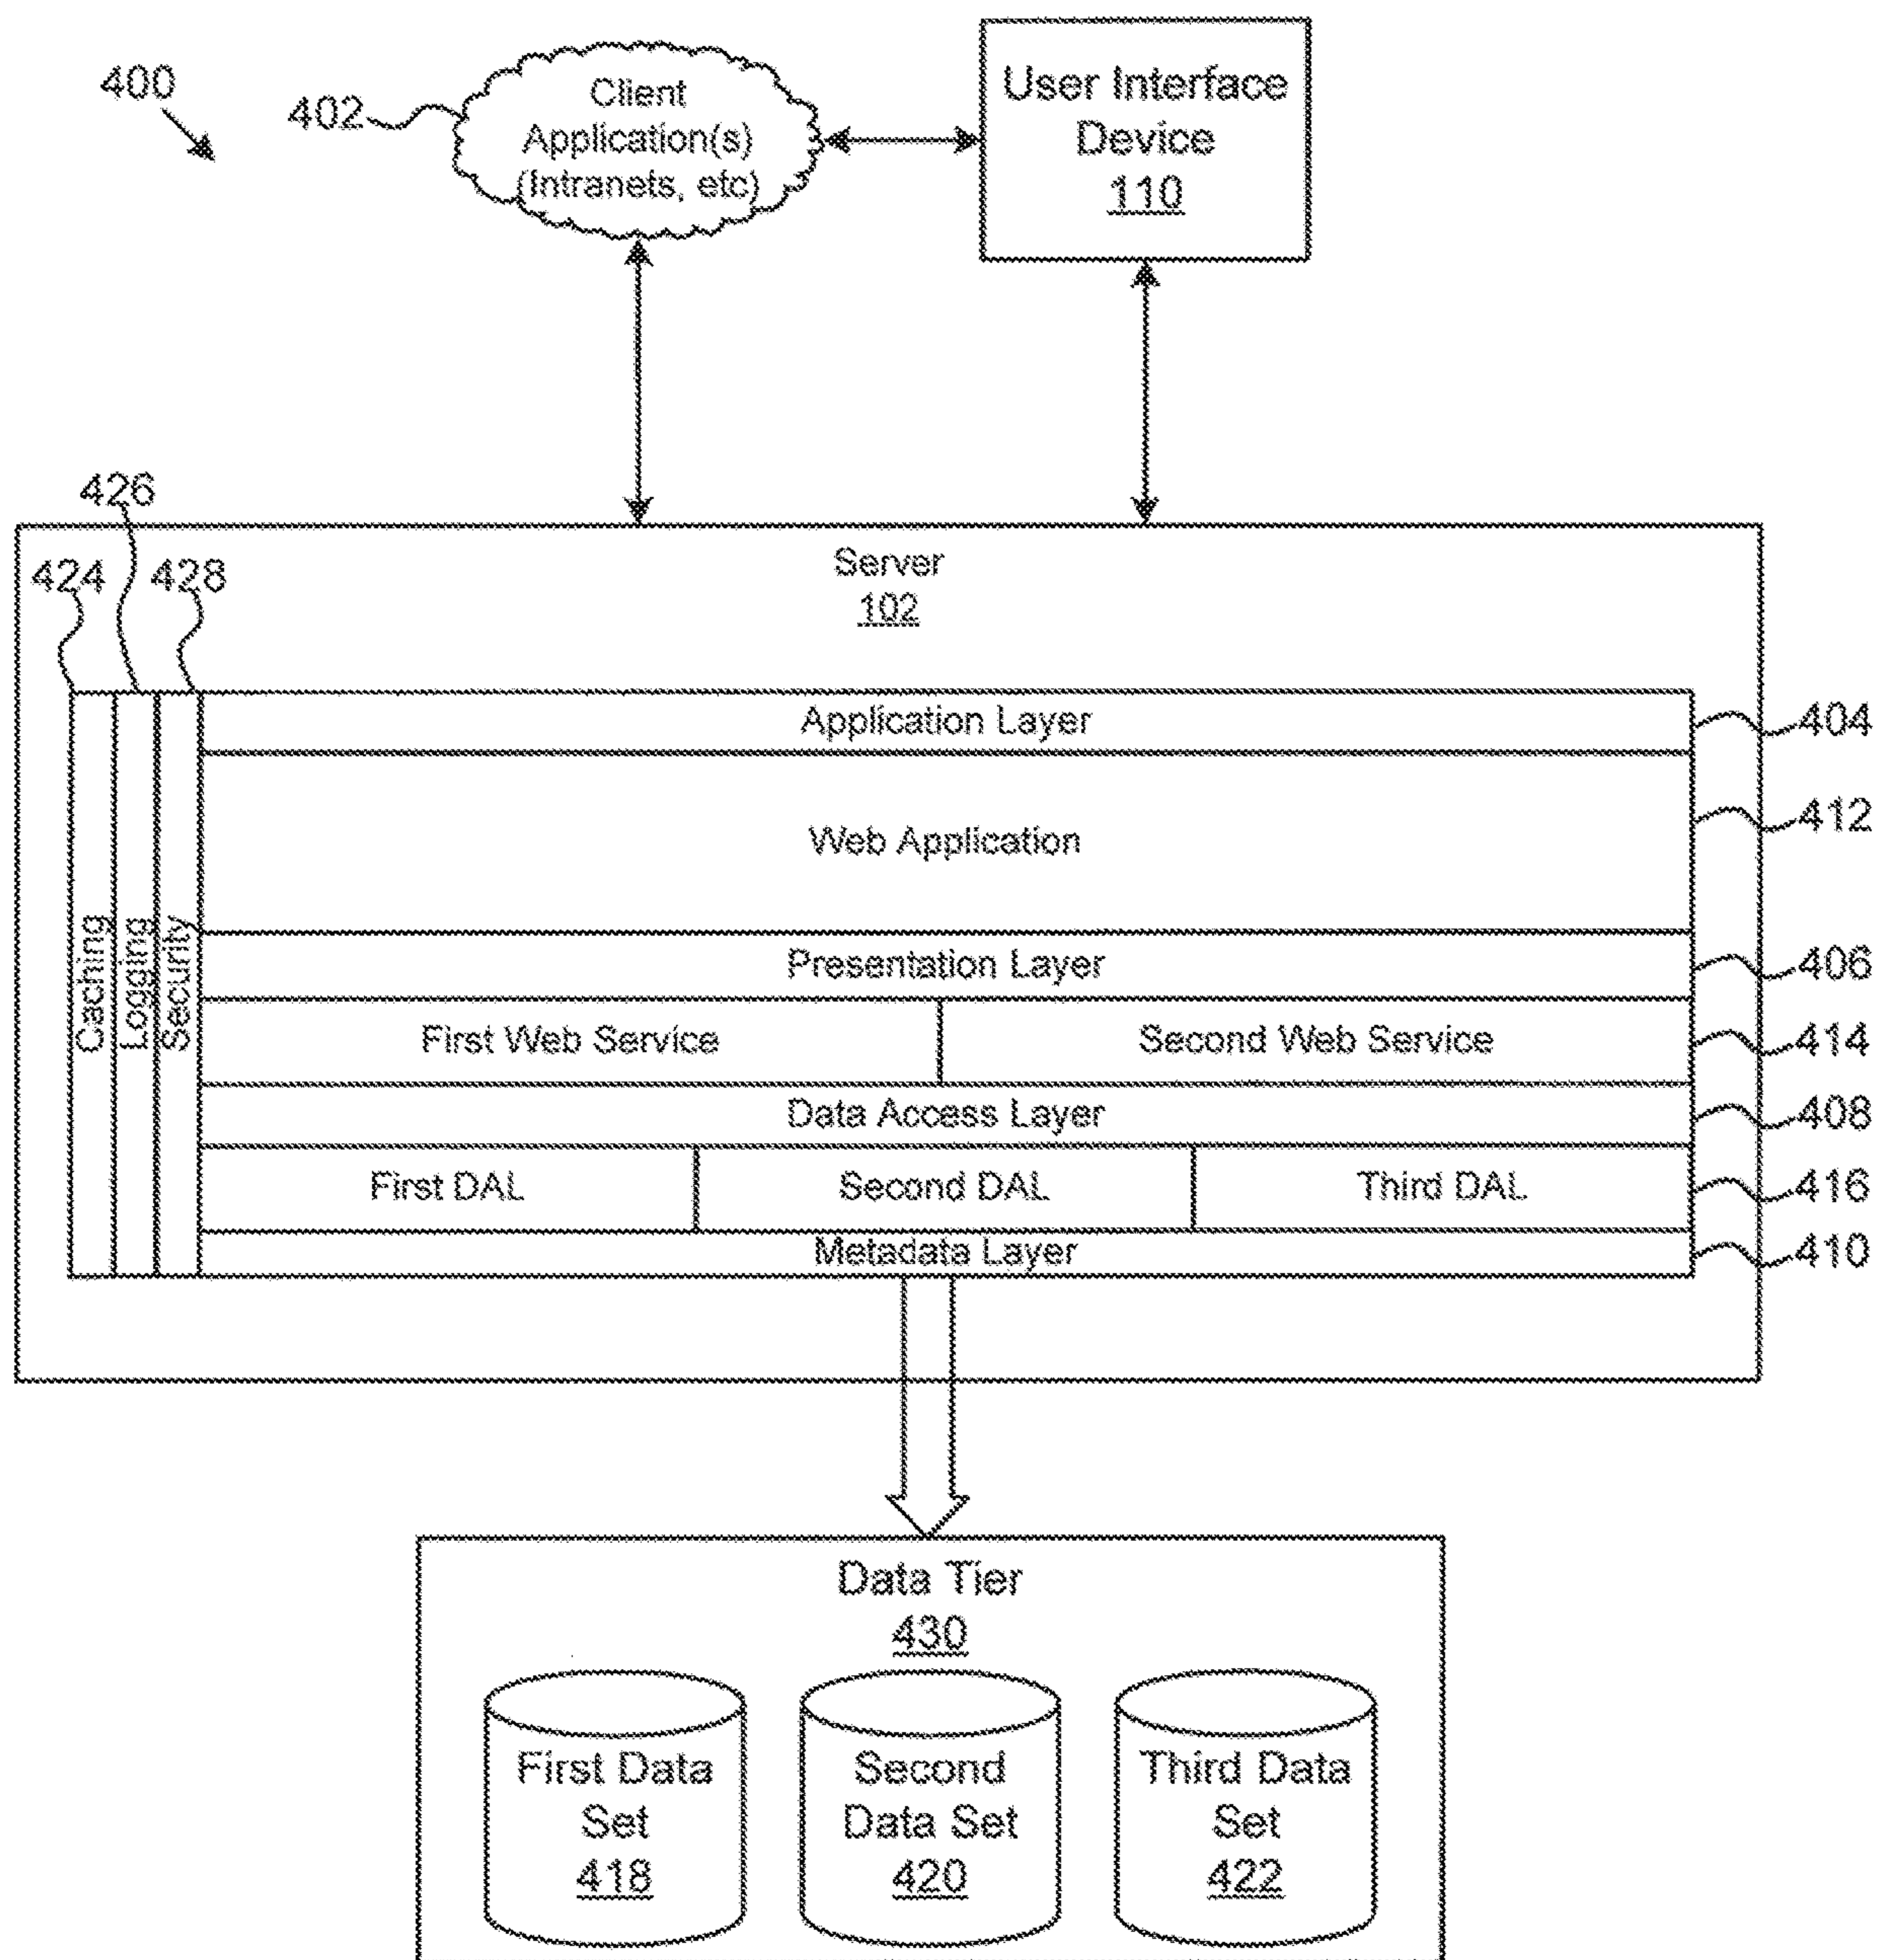 400
402
Client
Application(s)
(Intranets, etc)
User Interface
Device
110
426
424
428
Server
102
Application Layer
404
Web Application
412
Presentation Layer
406
First Web Service
Second Web Service
414
Data Access Layer
408
First DAL
Second DAL
Third DAL
416
Metadata Layer
410
Caching
Logging
Security
Data Tier
430
First Data
Set
418
Second
Data Set
420
Third Data
Set
422